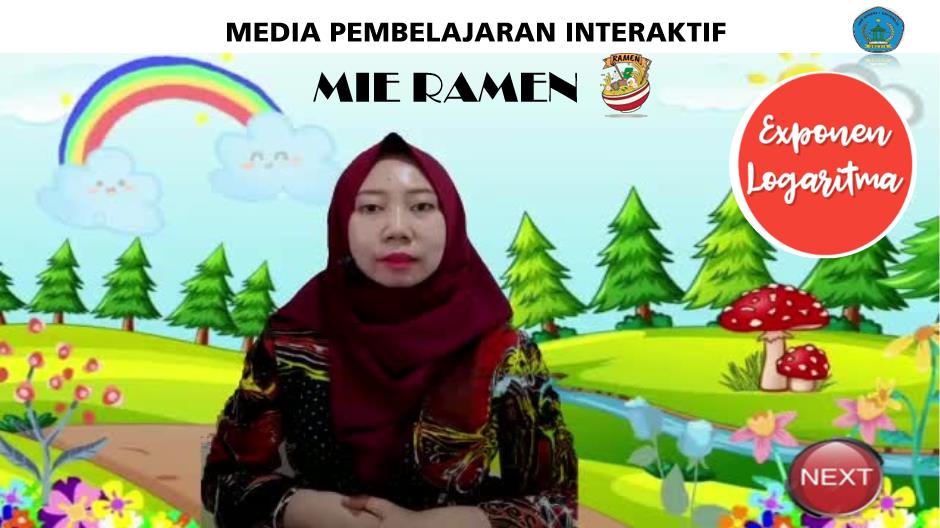 MEDIA PEMBELAJARAN INTERAKTIF
MIE RAMEN
RAMEN
Exponen
Logaritma
NEXT